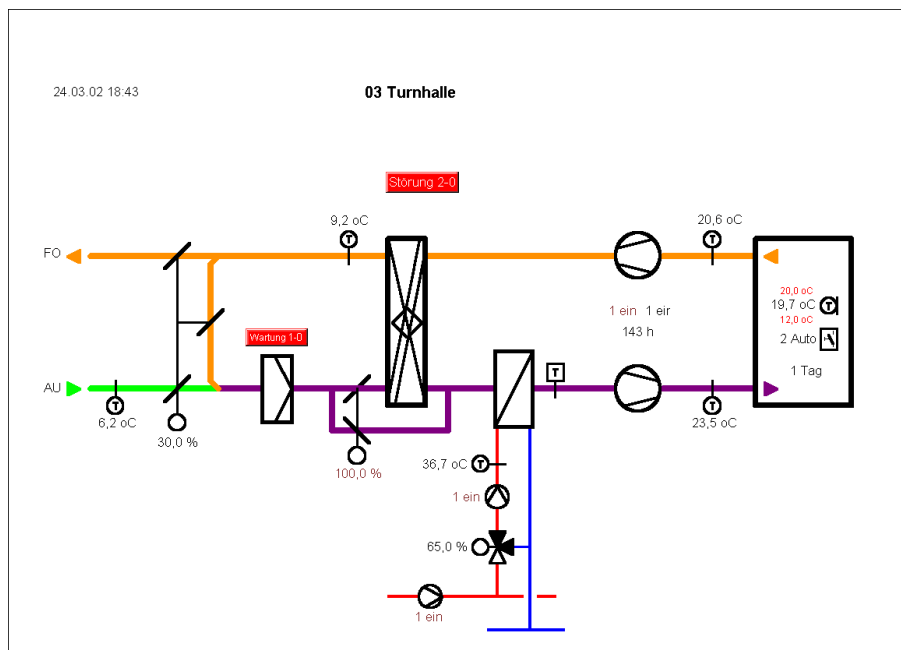 24.03.02 18:43
03 Turnhalle
Störung 2-0
9,2 oC
20,6 oC
FO
20,0 oC
19,7 oC T
12,0 oC
1 ein 1 eir
143 h
2 Auto
Wartung 1-0
1 Tag
AU
T
T
T
T
T
6,2 oC
23,5 oC
30,0 %
36,7 oC T
100,0 %
1 ein
65,0 %
1 ein